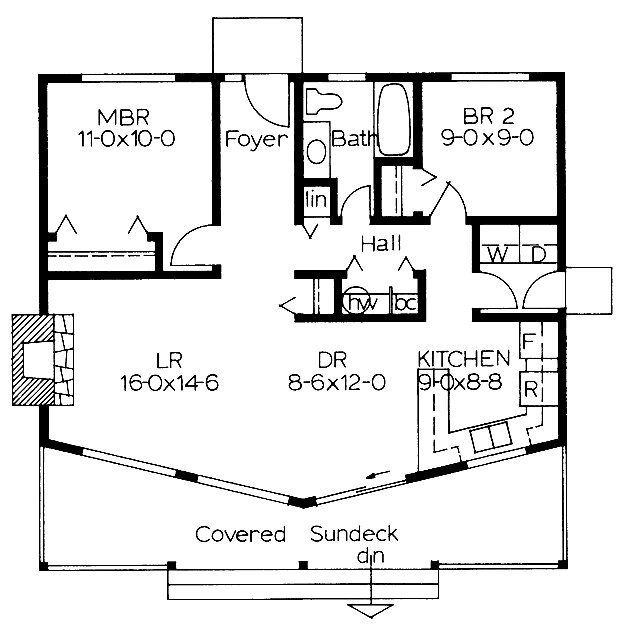 MBR
11-0x10-0
Foyer
Bath
BR 2
9-0x9-0
lin
Hall
W D
hw bc
F
R
LR
16-0x14-6
DR
8-6x12-0
KITCHEN
9-0x8-8
Covered Sundeck
dn